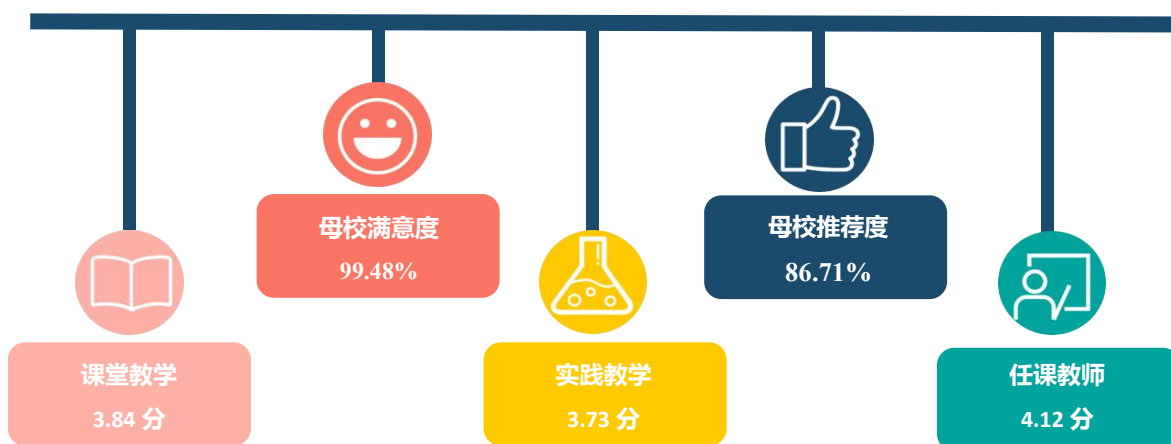 母校满意度
99.48%
母校推荐度
86.71%
课堂教学
3.84 分
实践教学
3.73 分
任课教师
4.12 分